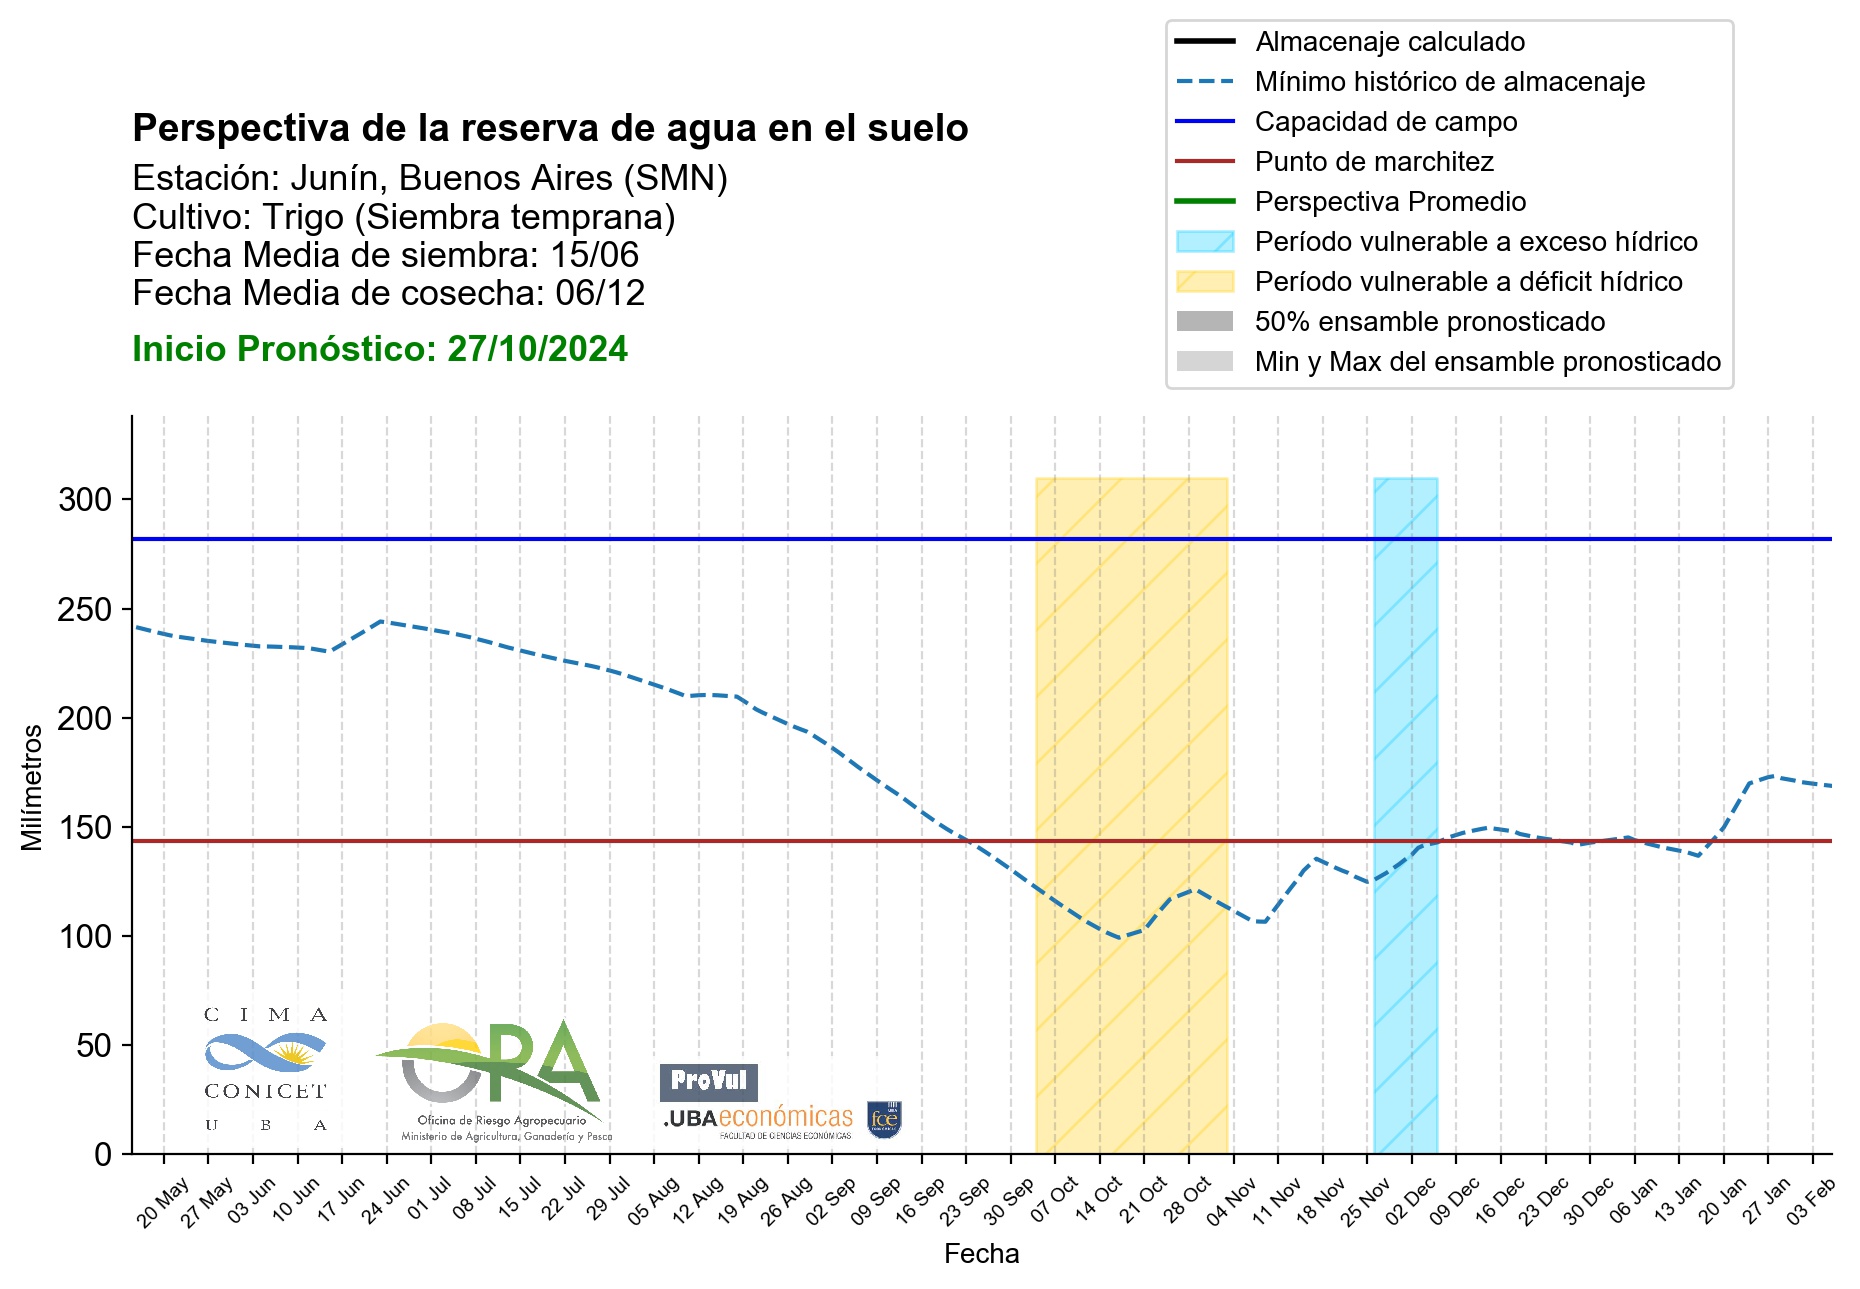 Almacenaje calculado
Mínimo histórico de almacenaje
Capacidad de campo
Punto de marchitez
Perspectiva Promedio
Período vulnerable a exceso hídrico
Período vulnerable a déficit hídrico
50% ensamble pronosticado
Min y Max del ensamble pronosticado
Perspectiva de la reserva de agua en el suelo
Estación: Junín, Buenos Aires (SMN)
Cultivo: Trigo (Siembra temprana)
Fecha Media de siembra: 15/06
Fecha Media de cosecha: 06/12
Inicio Pronóstico: 27/10/2024
Milímetros
300
250
200
150
100
50
0
CIMA
CONICET
UBA
ORA
Oficina de Riesgo Agropecuario
Ministerio de Agricultura, Ganadería y Pesca
ProVul
.UBAeconómicas
FACULTAD DE CIENCIAS ECONÓMICAS
fce
20 May 27 May 03 Jun 10 Jun 17 Jun 24 Jun 01 Jul 08 Jul 15 Jul 22 Jul 29 Jul 05 Aug 12 Aug 19 Aug 26 Aug 02 Sep 09 Sep 16 Sep 23 Sep 30 Sep 07 Oct 14 Oct 21 Oct 28 Oct 04 Nov 11 Nov 18 Nov 25 Nov 02 Dec 09 Dec 16 Dec 23 Dec 30 Dec 06 Jan 13 Jan 20 Jan 27 Jan 03 Feb
Fecha